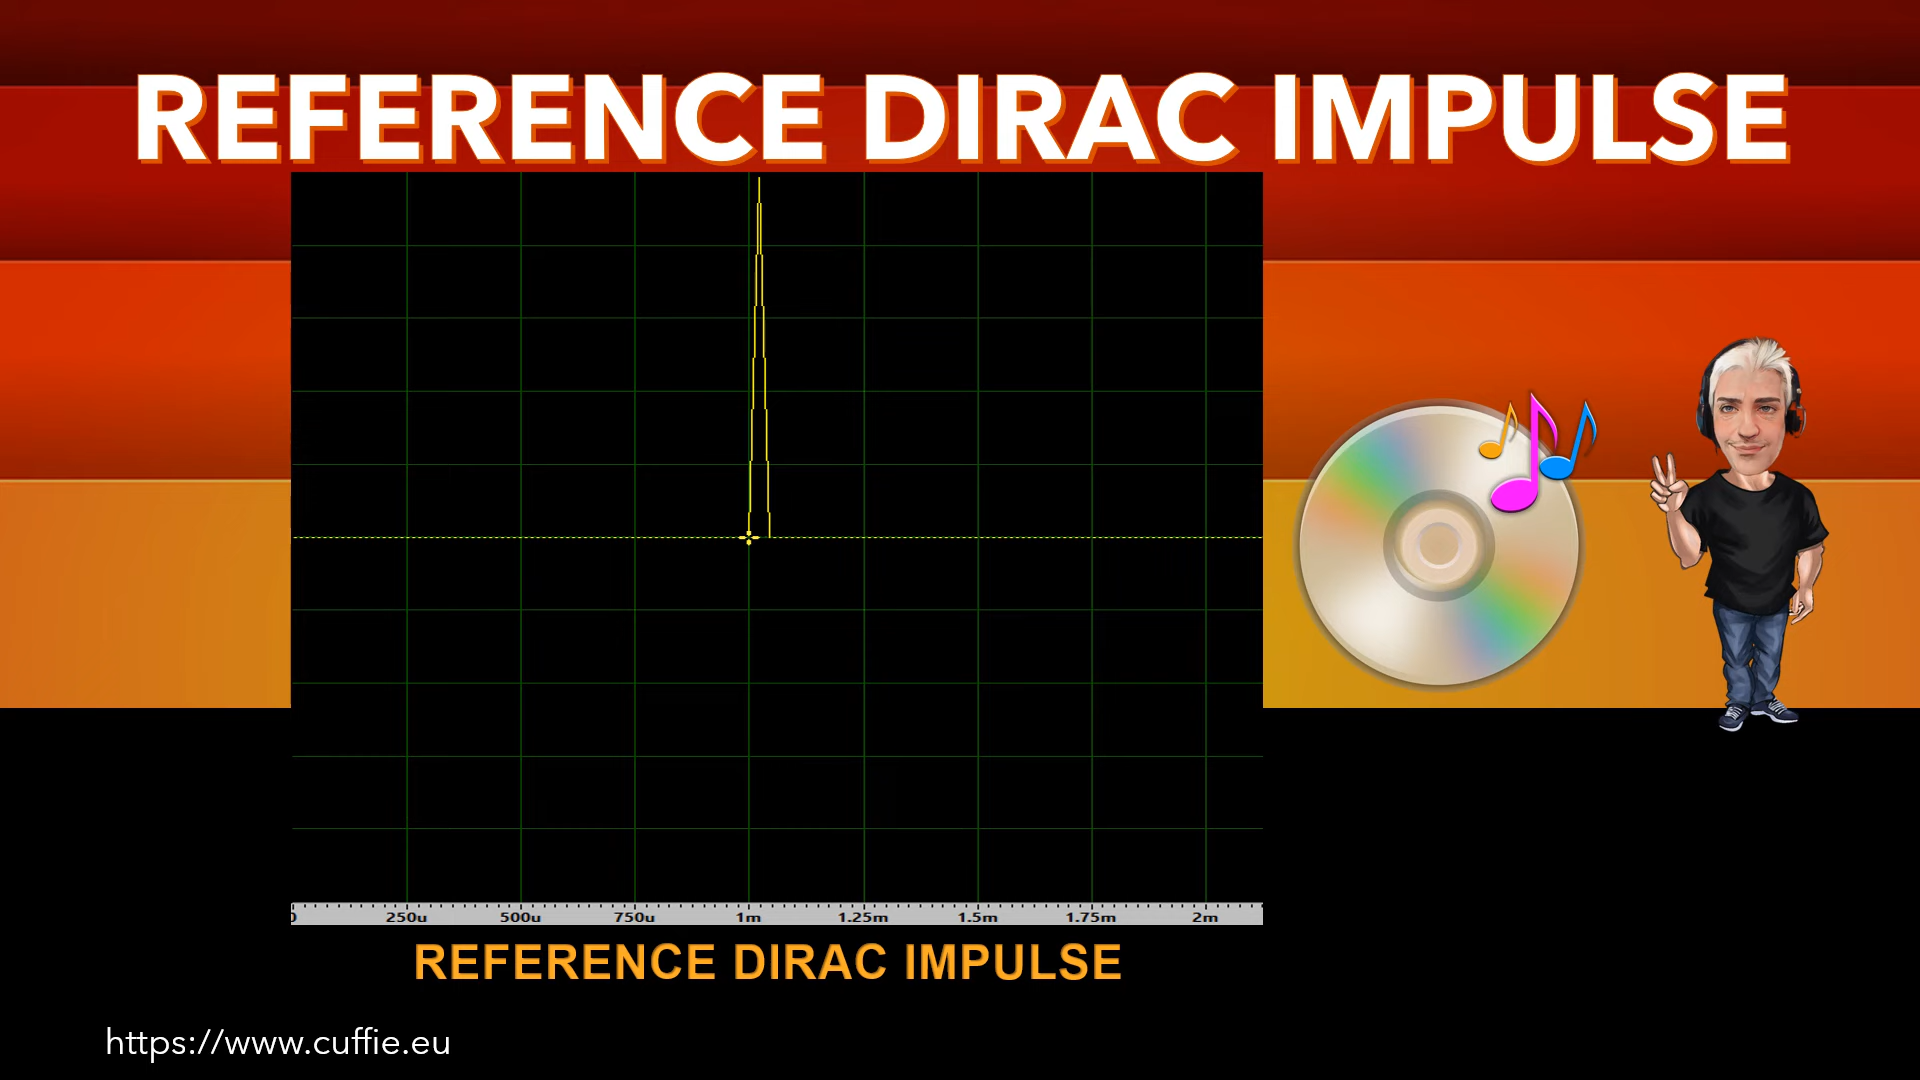 REFERENCE DIRAC IMPULSE
0 250u 500u 750u 1m 1.25m 1.5m 1.75m 2m
REFERENCE DIRAC IMPULSE
https://www.cuffie.eu